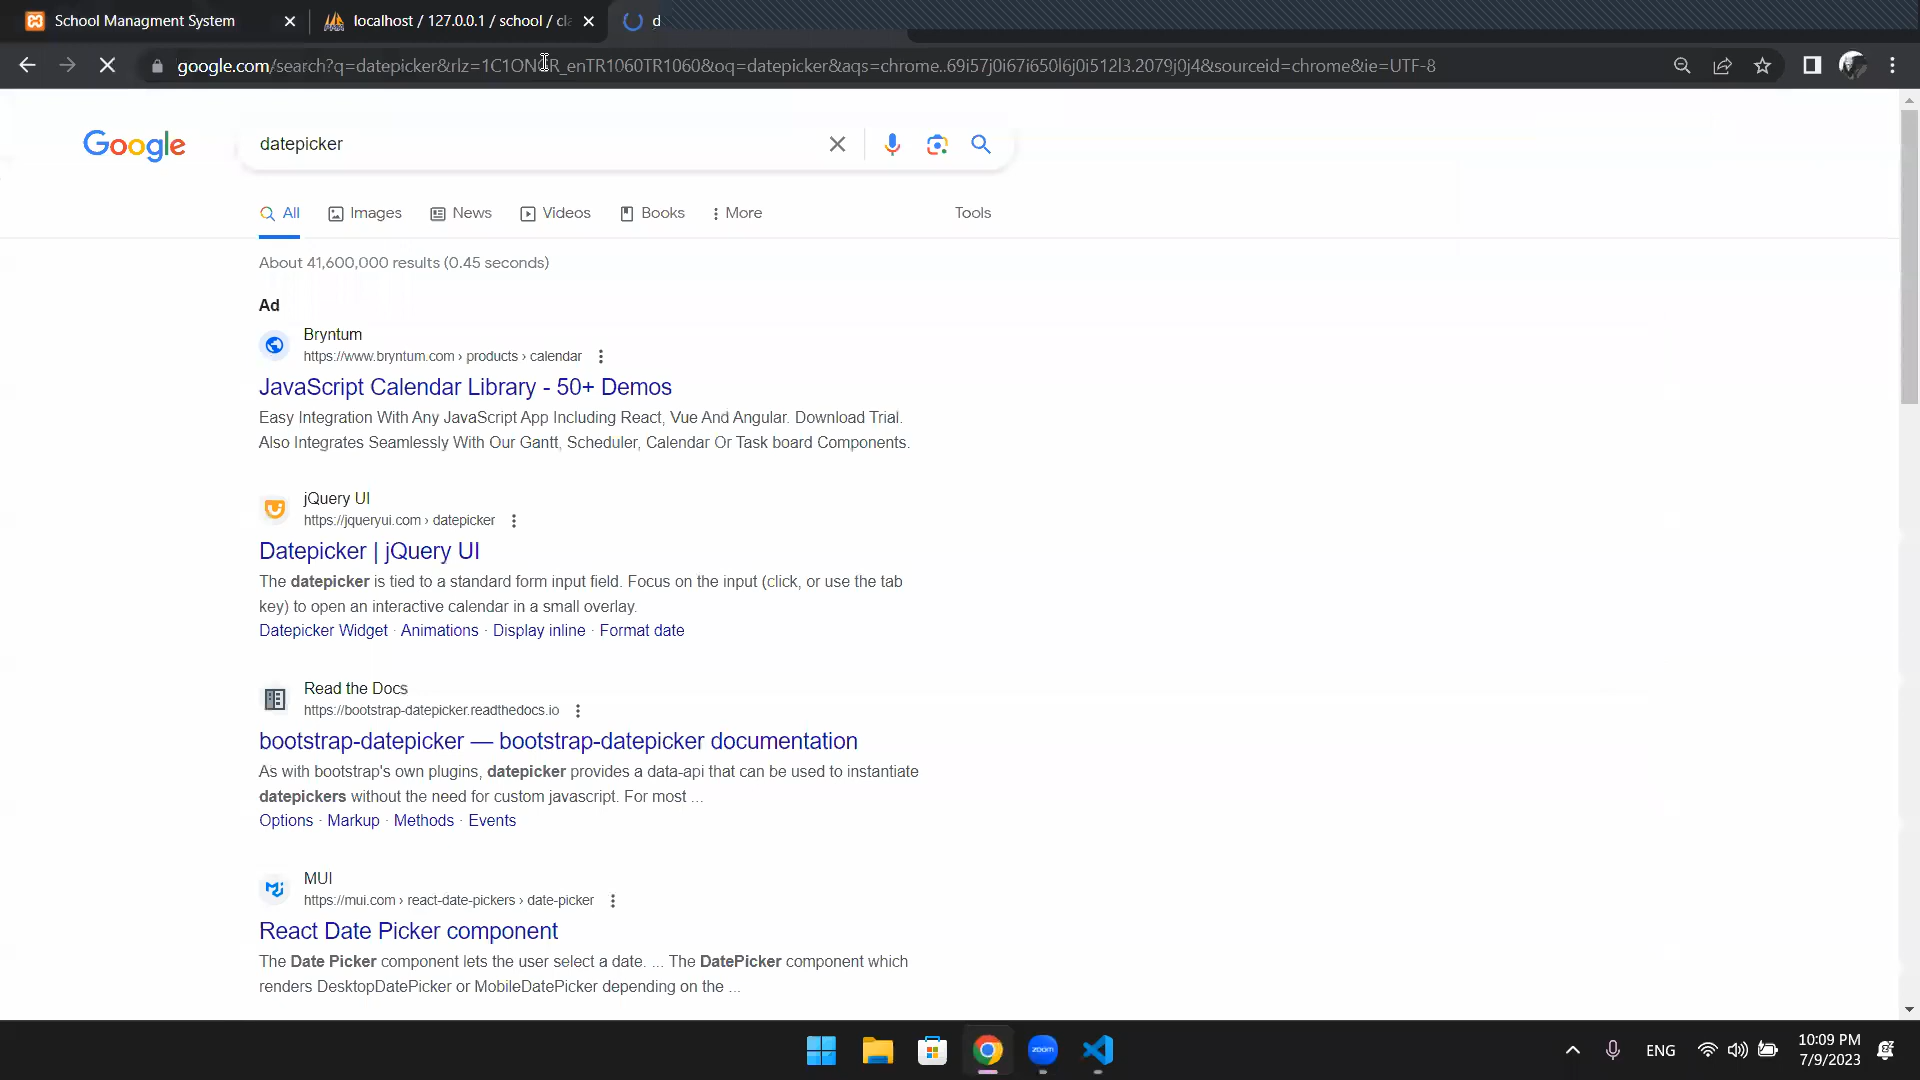 School Managment System
localhost / 127.0.0.1 / school / cla
d
google.com/search?q=datepicker&rlz=1C1ONGR_enTR1060TR1060&oq=datepicker&aqs=chrome..69i57j0i67i650l6j0i512l3.2079j0j4&sourceid=chrome&ie=UTF-8
Google
datepicker
All
Images
News
Videos
Books
More
Tools
About 41,600,000 results (0.45 seconds)
Ad
Bryntum
https://www.bryntum.com › products › calendar
JavaScript Calendar Library - 50+ Demos
Easy Integration With Any JavaScript App Including React, Vue And Angular. Download Trial.
Also Integrates Seamlessly With Our Gantt, Scheduler, Calendar Or Task board Components.
jQuery UI
https://jqueryui.com › datepicker
Datepicker | jQuery UI
The datepicker is tied to a standard form input field. Focus on the input (click, or use the tab
key) to open an interactive calendar in a small overlay.
Datepicker Widget · Animations · Display inline · Format date
Read the Docs
https://bootstrap-datepicker.readthedocs.io
bootstrap-datepicker — bootstrap-datepicker documentation
As with bootstrap's own plugins, datepicker provides a data-api that can be used to instantiate
datepickers without the need for custom javascript. For most ...
Options · Markup · Methods · Events
MUI
https://mui.com › react-date-pickers › date-picker
React Date Picker component
The Date Picker component lets the user select a date. ... The DatePicker component which
renders DesktopDatePicker or MobileDatePicker depending on the ...
zoom
ENG
10:09 PM
7/9/2023